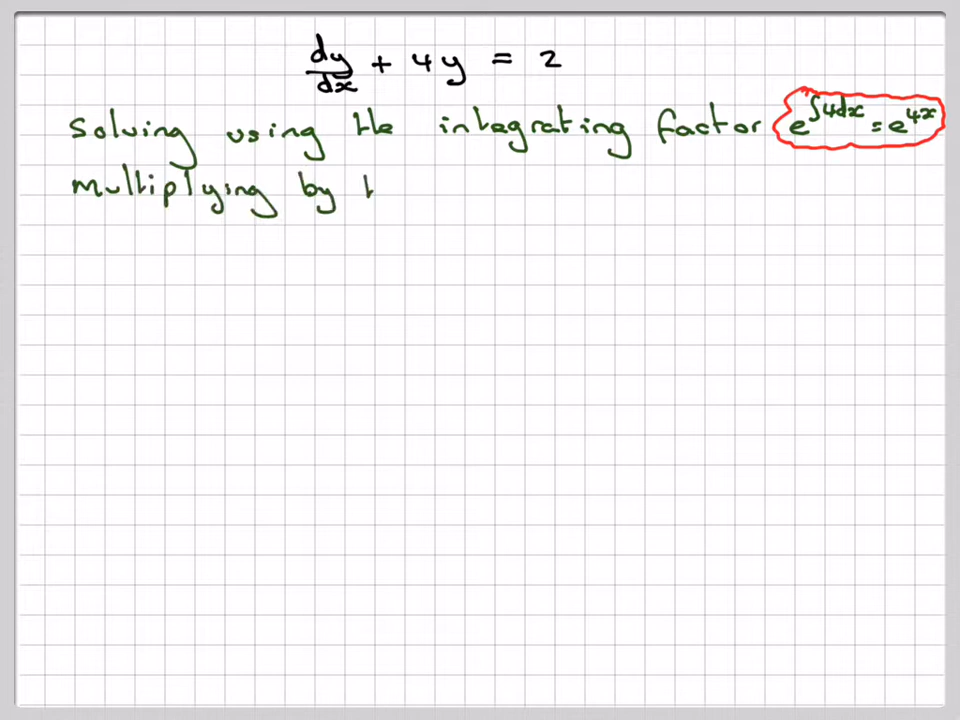 dy/dx + 4y = 2
Solving using the integrating factor e^∫4dx = e^4x
multiplying by